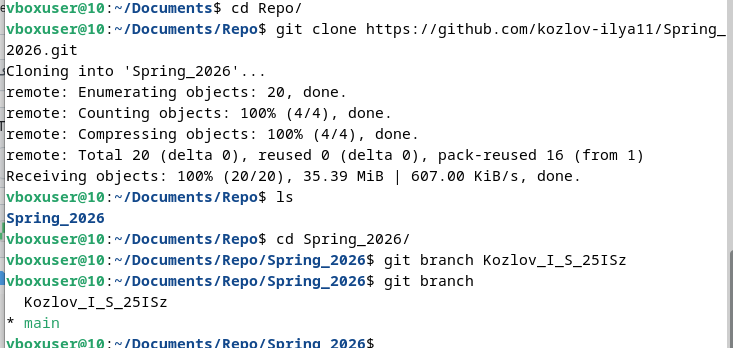 vboxuser@10:~/Documents$ cd Repo/
vboxuser@10:~/Documents/Repo$ git clone https://github.com/kozlov-ilya11/Spring_
2026.git
Cloning into 'Spring_2026'...
remote: Enumerating objects: 20, done.
remote: Counting objects: 100% (4/4), done.
remote: Compressing objects: 100% (4/4), done.
remote: Total 20 (delta 0), reused 0 (delta 0), pack-reused 16 (from 1)
Receiving objects: 100% (20/20), 35.39 MiB | 607.00 KiB/s, done.
vboxuser@10:~/Documents/Repo$ ls
Spring_2026
vboxuser@10:~/Documents/Repo$ cd Spring_2026/
vboxuser@10:~/Documents/Repo/Spring_2026$ git branch Kozlov_I_S_25ISz
vboxuser@10:~/Documents/Repo/Spring_2026$ git branch
  Kozlov_I_S_25ISz
* main
vboxuser@10:~/Documents/Repo/Spring_2026$